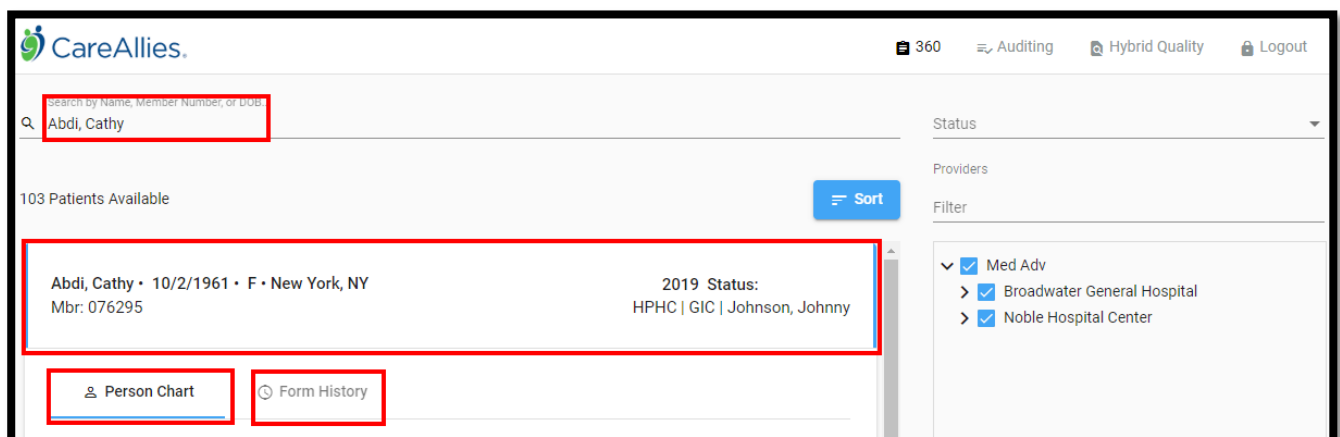 CareAllies.
360
Auditing
Hybrid Quality
Logout
Search by Name, Member Number, or DOB...
Abdi, Cathy
Status
Providers
103 Patients Available
Sort
Filter
Abdi, Cathy • 10/2/1961 • F • New York, NY
2019 Status:
Mbr: 076295
HPHC | GIC | Johnson, Johnny
Med Adv
Broadwater General Hospital
Noble Hospital Center
Person Chart
Form History